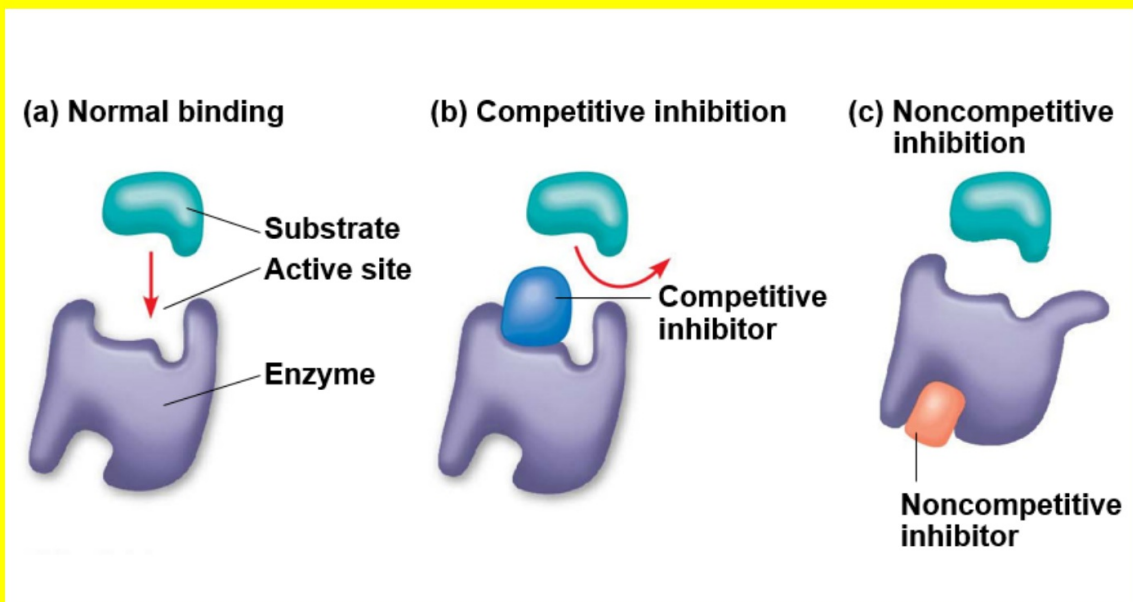 (a) Normal binding
(b) Competitive inhibition
(c) Noncompetitive
inhibition
Substrate
Active site
Enzyme
Competitive
inhibitor
Noncompetitive
inhibitor